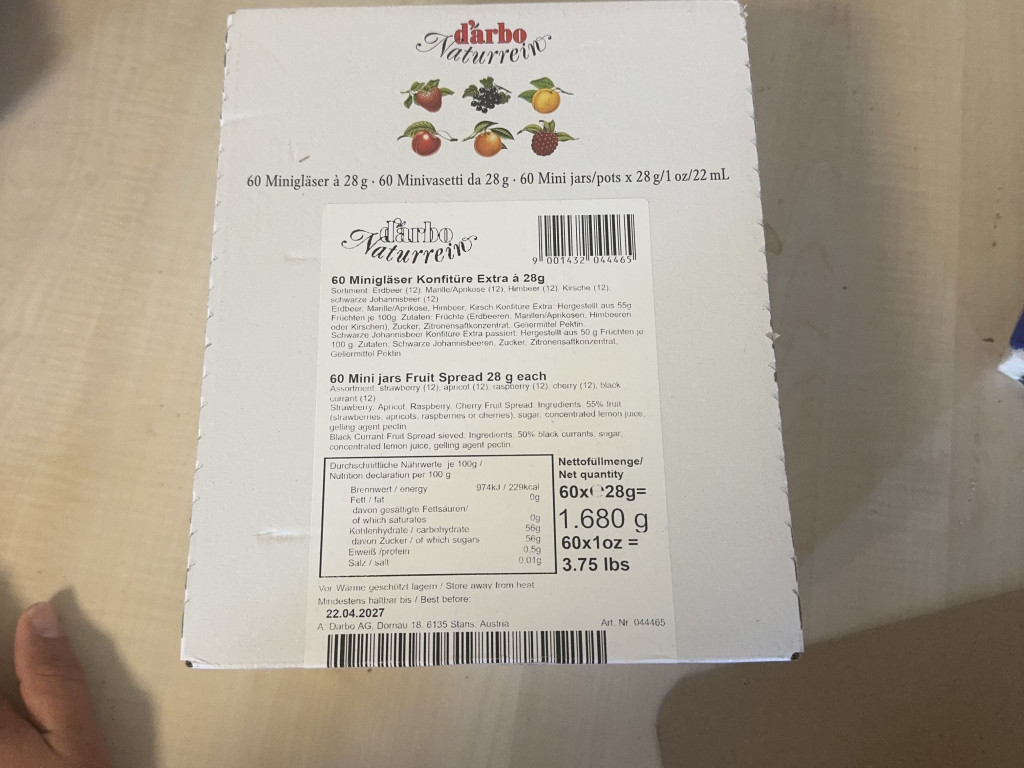 d'arbo
Naturrein
60 Minigläser à 28 g · 60 Minivasetti da 28 g · 60 Mini jars/pots x 28 g/1 oz/22 mL
d'arbo
Naturrein
9 001432 044465
60 Minigläser Konfitüre Extra à 28g
Sortiment: Erdbeer (12), Marille/Aprikose (12), Himbeer (12), Kirsche (12),
schwarze Johannisbeer (12)
Erdbeer, Marille/Aprikose, Himbeer, Kirsch Konfitüre Extra: Hergestellt aus 55g
Früchten je 100g. Zutaten: Früchte (Erdbeeren, Marillen/Aprikosen, Himbeeren
oder Kirschen), Zucker, Zitronensaftkonzentrat, Geliermittel Pektin.
Schwarze Johannisbeer Konfitüre Extra passiert: Hergestellt aus 50 g Früchten je
100 g. Zutaten: Schwarze Johannisbeeren, Zucker, Zitronensaftkonzentrat,
Geliermittel Pektin
60 Mini jars Fruit Spread 28 g each
Assortment: strawberry (12), apricot (12), raspberry (12), cherry (12), black
currant (12)
Strawberry, Apricot, Raspberry, Cherry Fruit Spread: Ingredients: 55% fruit
(strawberries, apricots, raspberries or cherries), sugar, concentrated lemon juice,
gelling agent pectin.
Black Currant Fruit Spread sieved: Ingredients: 50% black currants, sugar,
concentrated lemon juice, gelling agent pectin.
Durchschnittliche Nährwerte je 100g /
Nutrition declaration per 100 g
Brennwert / energy 974kJ / 229kcal
Fett / fat 0g
davon gesättigte Fettsäuren/
of which saturates 0g
Kohlenhydrate / carbohydrate 56g
davon Zucker / of which sugars 56g
Eiweiß /protein 0,5g
Salz / salt 0,01g
Nettofüllmenge/
Net quantity
60x℮28g=
1.680 g
60x1oz =
3.75 lbs
Vor Wärme geschützt lagern / Store away from heat
Mindestens haltbar bis / Best before:
22.04.2027
A. Darbo AG, Dornau 18, 6135 Stans, Austria Art. Nr. 044465